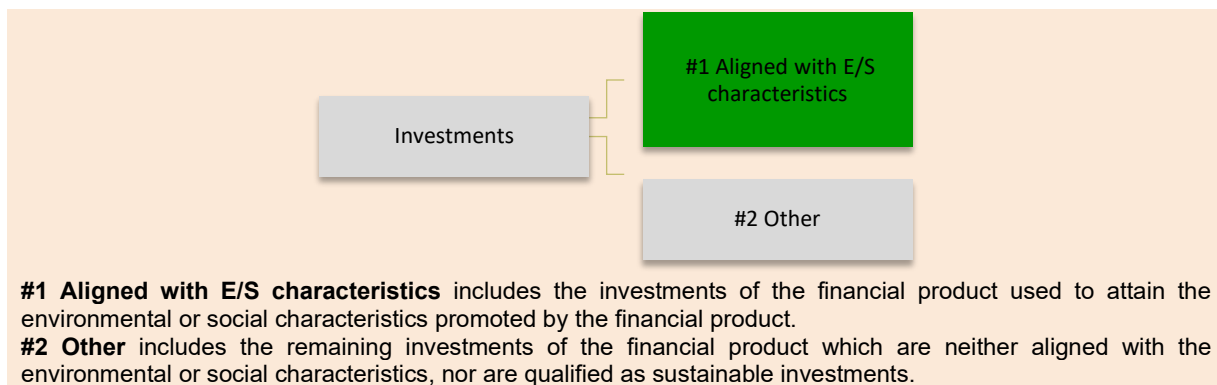 #1 Aligned with E/S
characteristics
Investments
#2 Other
#1 Aligned with E/S characteristics includes the investments of the financial product used to attain the
environmental or social characteristics promoted by the financial product.
#2 Other includes the remaining investments of the financial product which are neither aligned with the
environmental or social characteristics, nor are qualified as sustainable investments.